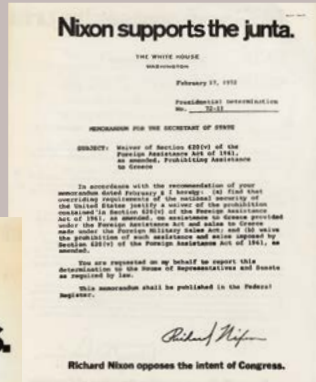 Nixon supports the junta.
THE WHITE HOUSE
WASHINGTON
February 17, 1972
Presidential Determination
No. 72-11
MEMORANDUM FOR THE SECRETARY OF STATE
SUBJECT: Waiver of Section 620(v) of the
Foreign Assistance Act of 1961,
as amended, Prohibiting Assistance
to Greece
In accordance with the recommendation of your
memorandum dated February 4 I hereby: (a) find that
overriding requirements of the national security of
the United States justify a waiver of the prohibition
contained in Section 620(v) of the Foreign Assistance
Act of 1961, as amended, on assistance to Greece provided
under the Foreign Assistance Act and sales to Greece
made under the Foreign Military Sales Act; and (b) waive
the prohibition of such assistance and sales imposed by
Section 620(v) of the Foreign Assistance Act of 1961, as
amended.
You are requested on my behalf to report this
determination to the House of Representatives and Senate
as required by law.
This memorandum shall be published in the Federal
Register.
Richard Nixon
Richard Nixon opposes the intent of Congress.